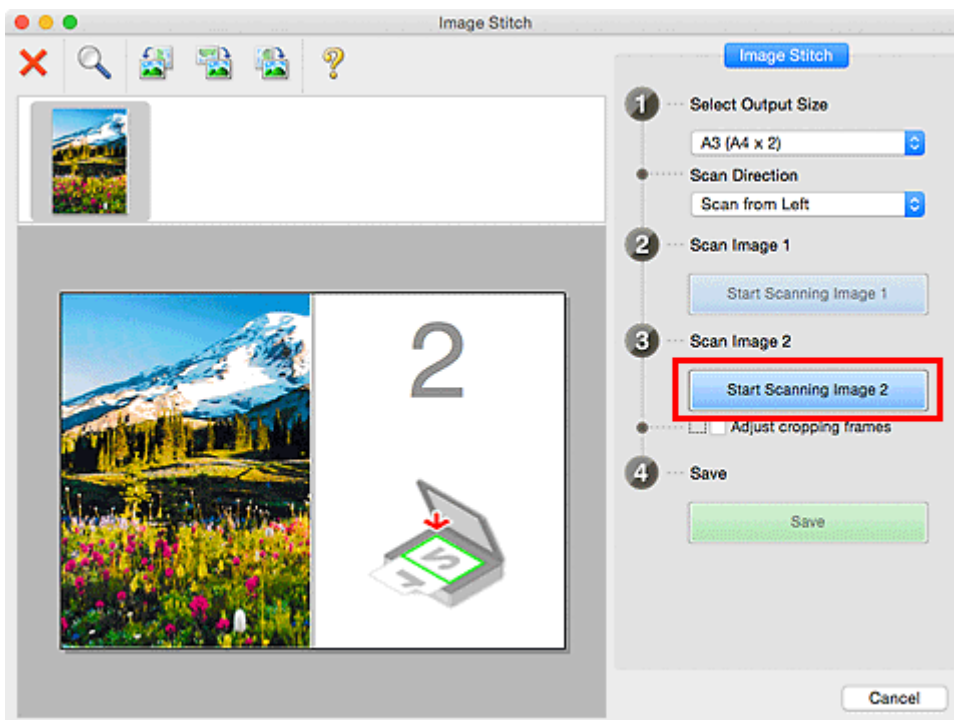 Image Stitch
Image Stitch
1 Select Output Size
A3 (A4 x 2)
Scan Direction
Scan from Left
2 Scan Image 1
Start Scanning Image 1
3 Scan Image 2
Start Scanning Image 2
Adjust cropping frames
4 Save
Save
2
Cancel